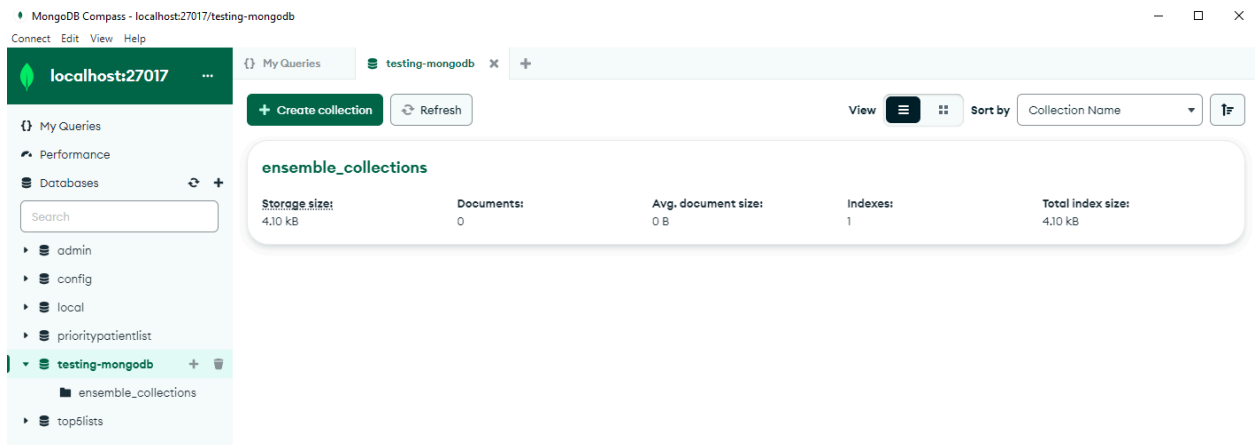 MongoDB Compass - localhost:27017/testing-mongodb
Connect Edit View Help
localhost:27017 ...
{} My Queries
Performance
Databases
Search
admin
config
local
prioritypatientlist
testing-mongodb
ensemble_collections
top5lists
{} My Queries testing-mongodb
Create collection Refresh View Sort by Collection Name
ensemble_collections
Storage size: Documents: Avg. document size: Indexes: Total index size:
4.10 kB 0 0 B 1 4.10 kB